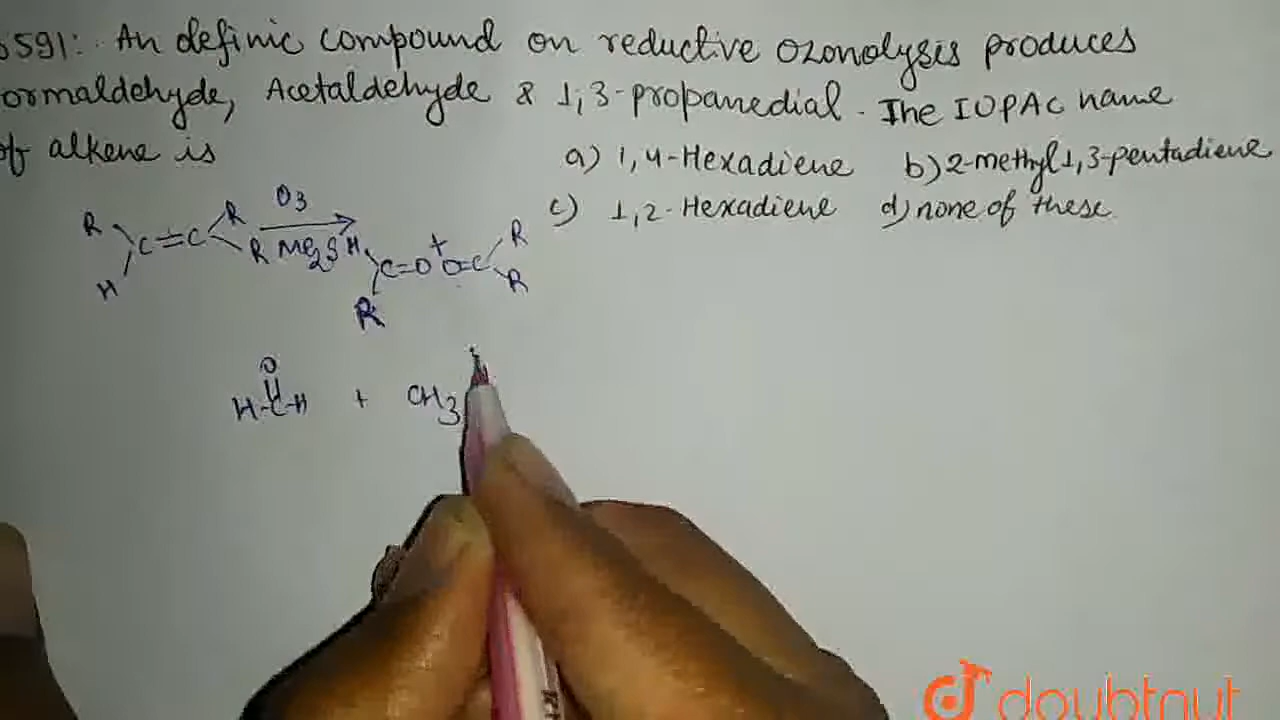 591: An definic compound on reductive ozonolysis produces
ormaldehyde, Acetaldehyde & 1,3-propanedial. The IUPAC name
of alkene is
a) 1,4-Hexadiene b) 2-methyl 1,3-pentadiene
c) 1,2-Hexadiene d) none of these
R H C=C R R O3 Me2S H R C=O + O=C R R
O
H-C-H + CH3
doubtnut